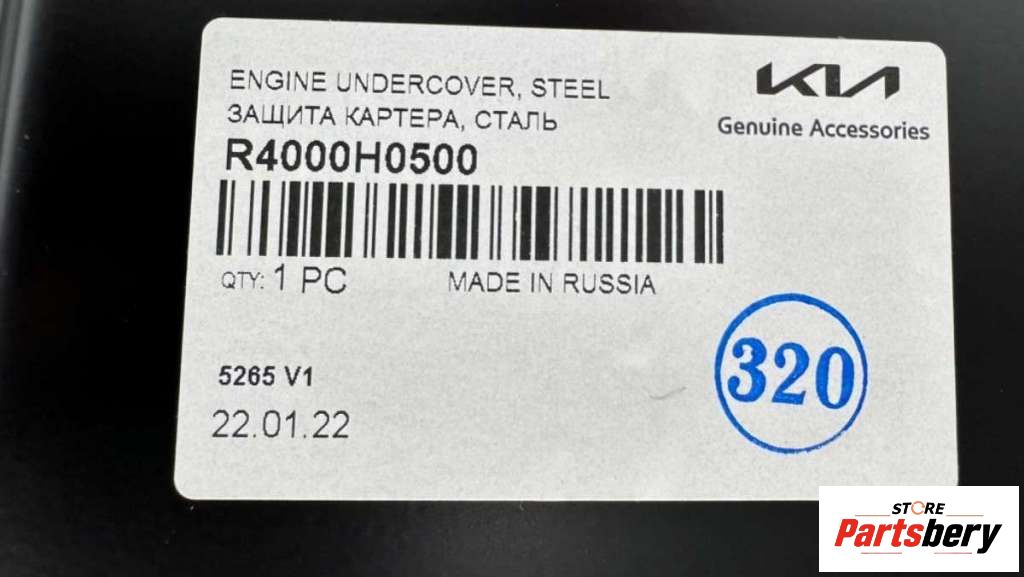 ENGINE UNDERCOVER, STEEL
ЗАЩИТА КАРТЕРА, СТАЛЬ
R4000H0500
KIA
Genuine Accessories
QTY: 1 PC
MADE IN RUSSIA
5265 V1
22.01.22
320
STORE
Partsbery